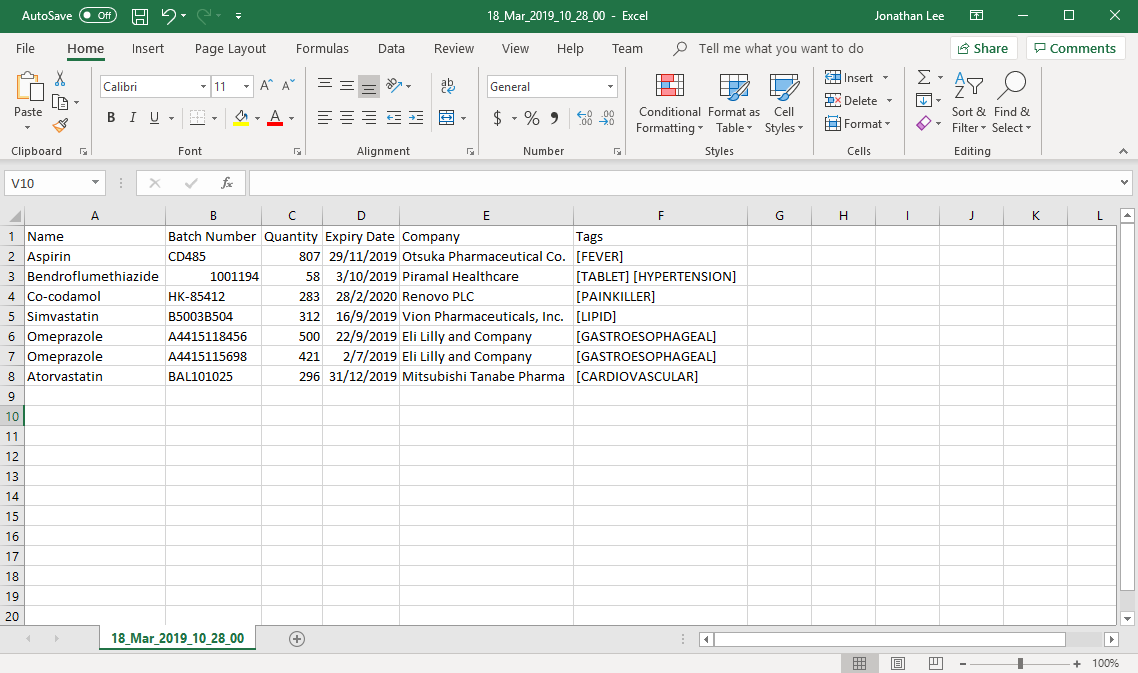 AutoSave Off 18_Mar_2019_10_28_00 - Excel Jonathan Lee
File Home Insert Page Layout Formulas Data Review View Help Team Tell me what you want to do Share Comments
Paste
Clipboard
Calibri 11
B I U A
Font
ab
Alignment
General
$ % 9
Number
Conditional Formatting
Format as Table
Cell Styles
Styles
Insert
Delete
Format
Cells
Sort & Filter
Find & Select
Editing
V10 fx
A B C D E F G H I J K L
1 Name Batch Number Quantity Expiry Date Company Tags
2 Aspirin CD485 807 29/11/2019 Otsuka Pharmaceutical Co. [FEVER]
3 Bendroflumethiazide 1001194 58 3/10/2019 Piramal Healthcare [TABLET] [HYPERTENSION]
4 Co-codamol HK-85412 283 28/2/2020 Renovo PLC [PAINKILLER]
5 Simvastatin B5003B504 312 16/9/2019 Vion Pharmaceuticals, Inc. [LIPID]
6 Omeprazole A4415118456 500 22/9/2019 Eli Lilly and Company [GASTROESOPHAGEAL]
7 Omeprazole A4415115698 421 2/7/2019 Eli Lilly and Company [GASTROESOPHAGEAL]
8 Atorvastatin BAL101025 296 31/12/2019 Mitsubishi Tanabe Pharma [CARDIOVASCULAR]
9
10
11
12
13
14
15
16
17
18
19
20
18_Mar_2019_10_28_00
100%